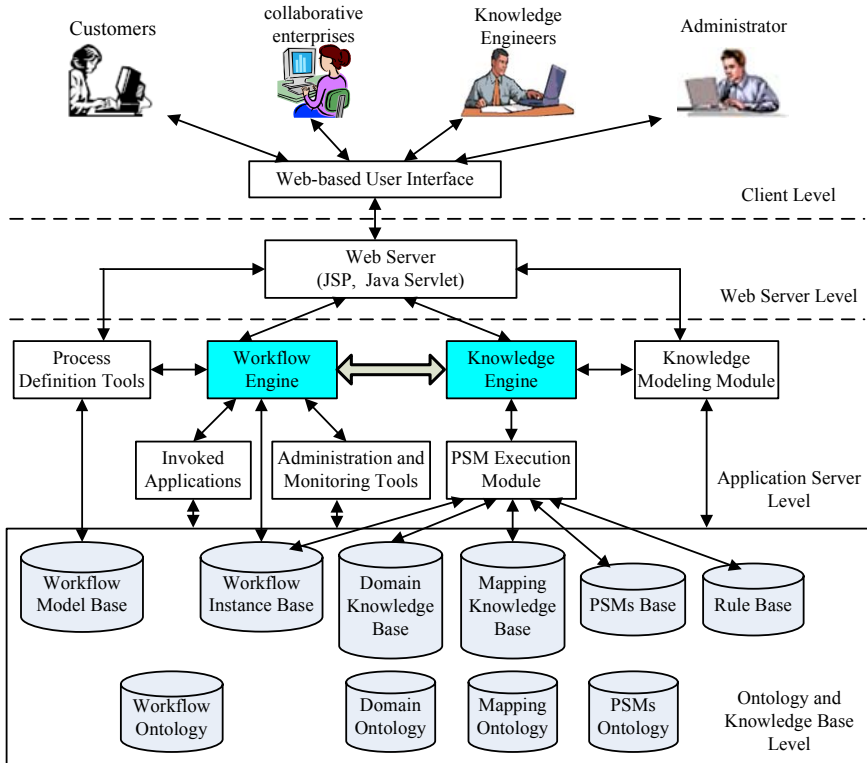 Customers
collaborative
enterprises
Knowledge
Engineers
Administrator
Web-based User Interface
Client Level
Web Server
(JSP, Java Servlet)
Web Server Level
Process
Definition Tools
Workflow
Engine
Knowledge
Engine
Knowledge
Modeling Module
Invoked
Applications
Administration and
Monitoring Tools
PSM Execution
Module
Application Server
Level
Workflow
Model Base
Workflow
Instance Base
Domain
Knowledge
Base
Mapping
Knowledge
Base
PSMs Base
Rule Base
Workflow
Ontology
Domain
Ontology
Mapping
Ontology
PSMs
Ontology
Ontology and
Knowledge Base
Level